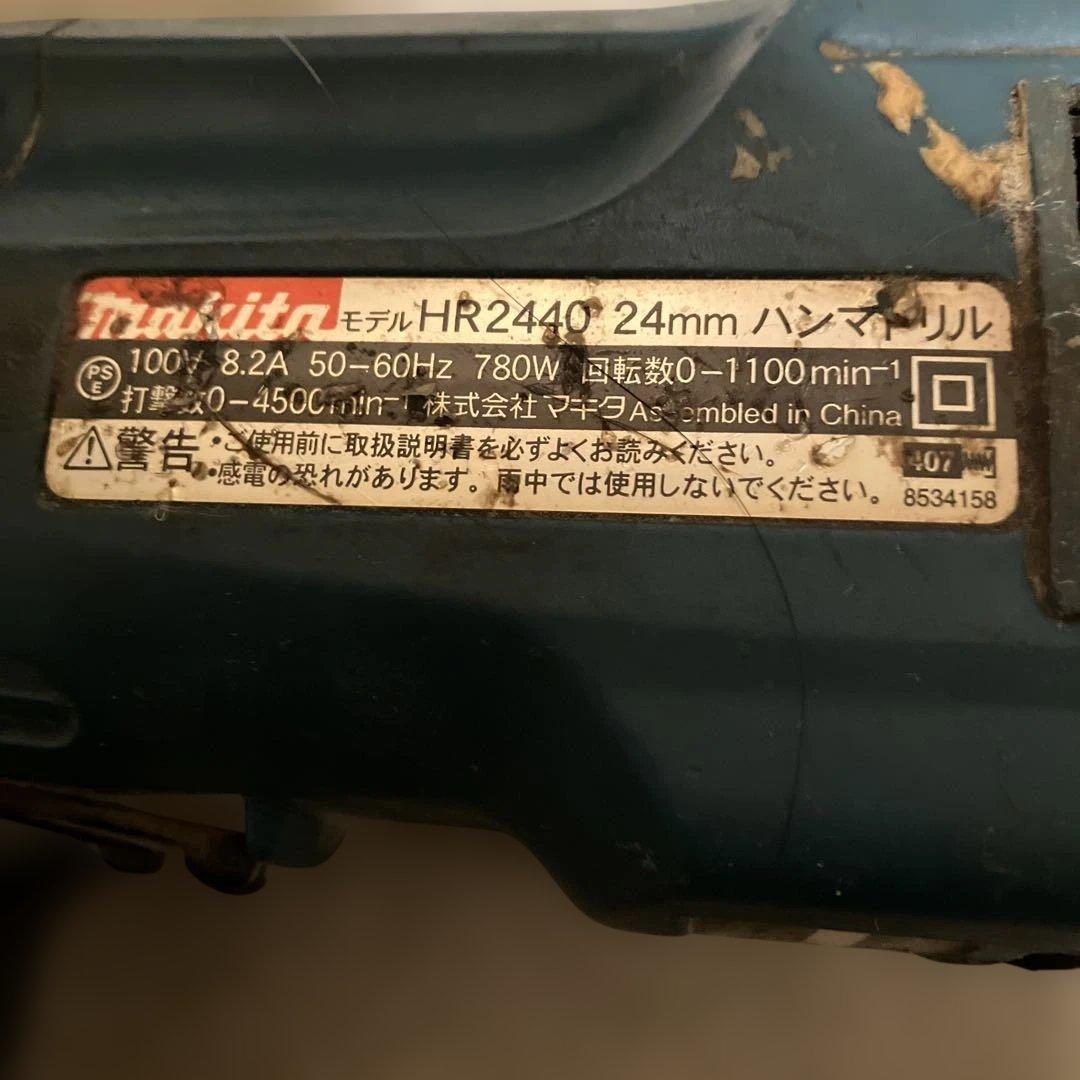 makita モデル HR2440 24mm ハンマドリル
PS E 100V 8.2A 50-60Hz 780W 回転数0-1100min⁻¹
打撃数0-4500min⁻¹ 株式会社 マキタ Assembled in China
警告 ・ご使用前に取扱説明書を必ずよくお読みください。
・感電の恐れがあります。雨中では使用しないでください。
407
8534158